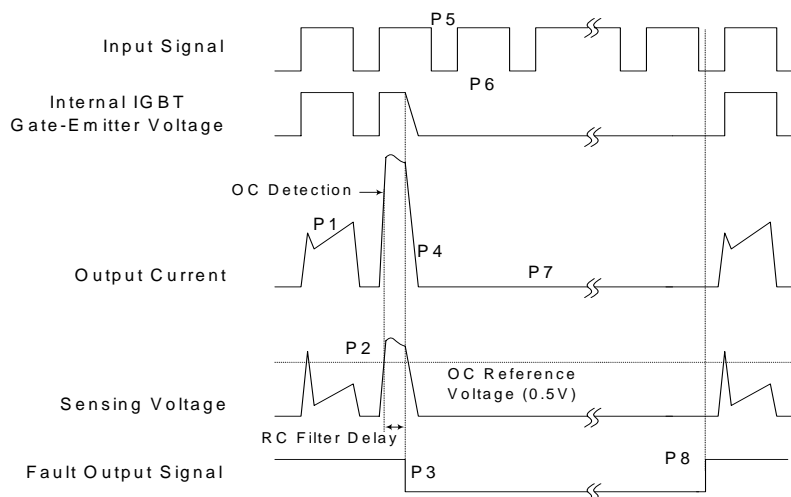 P5
Input Signal
P6
Internal IGBT
Gate-Emitter Voltage
OC Detection
P1
P4
Output Current
P7
P2
OC Reference
Voltage (0.5V)
Sensing Voltage
RC Filter Delay
P8
Fault Output Signal
P3